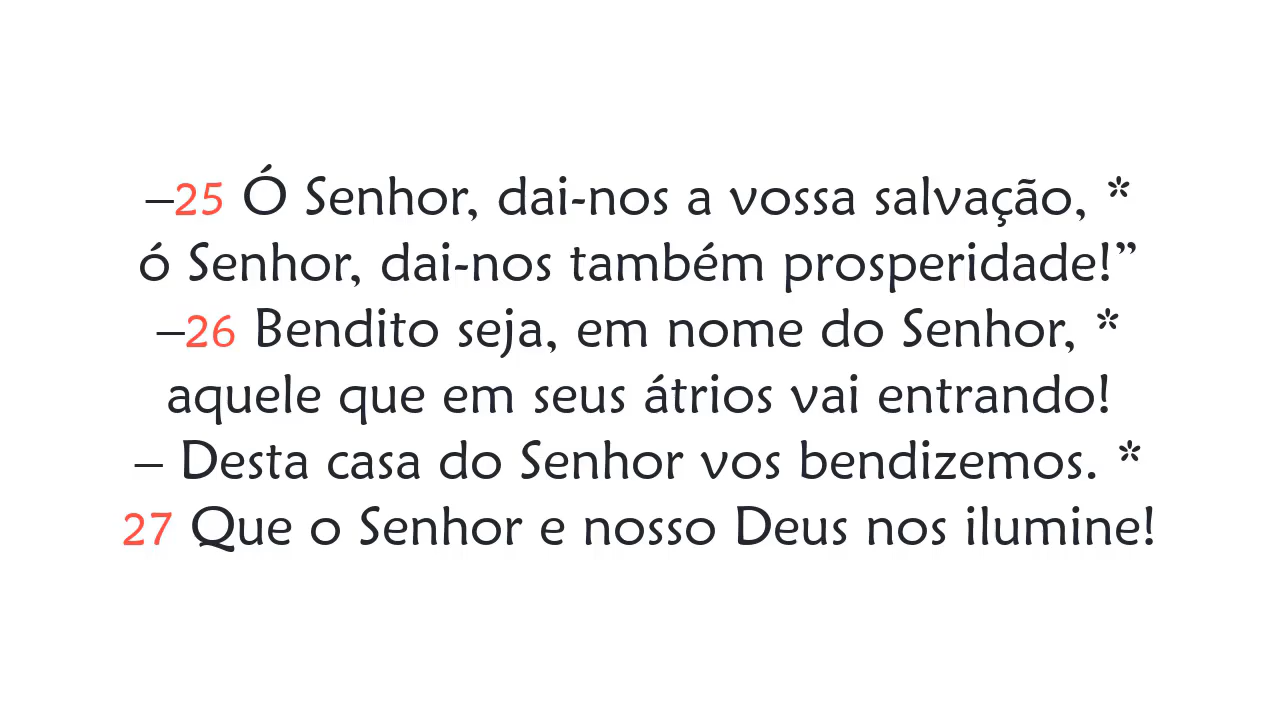 –25 Ó Senhor, dai-nos a vossa salvação, *
ó Senhor, dai-nos também prosperidade!”
–26 Bendito seja, em nome do Senhor, *
aquele que em seus átrios vai entrando!
– Desta casa do Senhor vos bendizemos. *
27 Que o Senhor e nosso Deus nos ilumine!